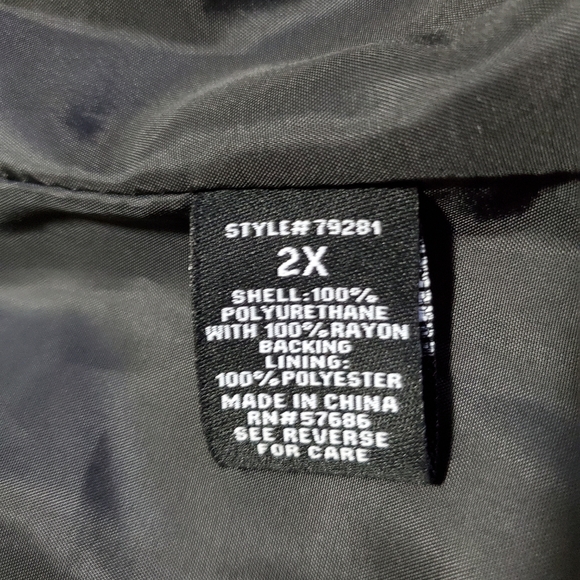 STYLE# 79281
2X
SHELL:100%
POLYURETHANE
WITH 100% RAYON
BACKING
LINING:
100% POLYESTER
MADE IN CHINA
RN# 57686
SEE REVERSE
FOR CARE